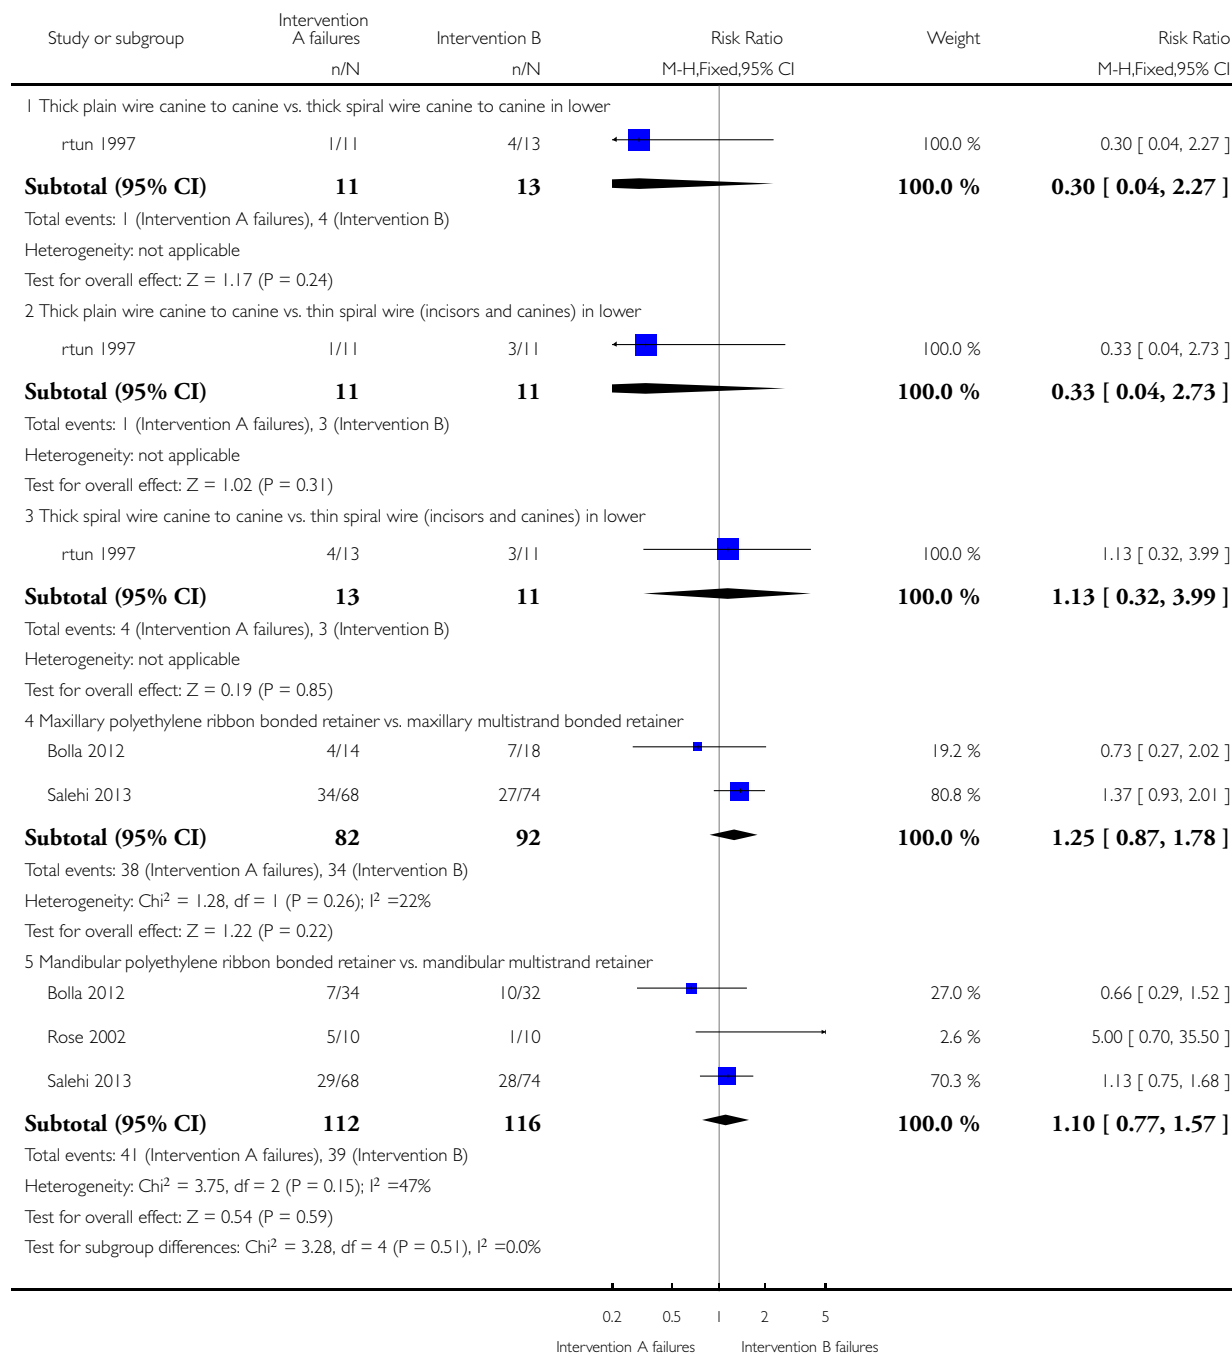 Study or subgroup Intervention A failures Intervention B Risk Ratio Weight Risk Ratio
n/N n/N M-H,Fixed,95% CI M-H,Fixed,95% CI
1 Thick plain wire canine to canine vs. thick spiral wire canine to canine in lower
rtun 1997 1/11 4/13 100.0 % 0.30 [ 0.04, 2.27 ]
Subtotal (95% CI) 11 13 100.0 % 0.30 [ 0.04, 2.27 ]
Total events: 1 (Intervention A failures), 4 (Intervention B)
Heterogeneity: not applicable
Test for overall effect: Z = 1.17 (P = 0.24)
2 Thick plain wire canine to canine vs. thin spiral wire (incisors and canines) in lower
rtun 1997 1/11 3/11 100.0 % 0.33 [ 0.04, 2.73 ]
Subtotal (95% CI) 11 11 100.0 % 0.33 [ 0.04, 2.73 ]
Total events: 1 (Intervention A failures), 3 (Intervention B)
Heterogeneity: not applicable
Test for overall effect: Z = 1.02 (P = 0.31)
3 Thick spiral wire canine to canine vs. thin spiral wire (incisors and canines) in lower
rtun 1997 4/13 3/11 100.0 % 1.13 [ 0.32, 3.99 ]
Subtotal (95% CI) 13 11 100.0 % 1.13 [ 0.32, 3.99 ]
Total events: 4 (Intervention A failures), 3 (Intervention B)
Heterogeneity: not applicable
Test for overall effect: Z = 0.19 (P = 0.85)
4 Maxillary polyethylene ribbon bonded retainer vs. maxillary multistrand bonded retainer
Bolla 2012 4/14 7/18 19.2 % 0.73 [ 0.27, 2.02 ]
Salehi 2013 34/68 27/74 80.8 % 1.37 [ 0.93, 2.01 ]
Subtotal (95% CI) 82 92 100.0 % 1.25 [ 0.87, 1.78 ]
Total events: 38 (Intervention A failures), 34 (Intervention B)
Heterogeneity: Chi² = 1.28, df = 1 (P = 0.26); I² =22%
Test for overall effect: Z = 1.22 (P = 0.22)
5 Mandibular polyethylene ribbon bonded retainer vs. mandibular multistrand retainer
Bolla 2012 7/34 10/32 27.0 % 0.66 [ 0.29, 1.52 ]
Rose 2002 5/10 1/10 2.6 % 5.00 [ 0.70, 35.50 ]
Salehi 2013 29/68 28/74 70.3 % 1.13 [ 0.75, 1.68 ]
Subtotal (95% CI) 112 116 100.0 % 1.10 [ 0.77, 1.57 ]
Total events: 41 (Intervention A failures), 39 (Intervention B)
Heterogeneity: Chi² = 3.75, df = 2 (P = 0.15); I² =47%
Test for overall effect: Z = 0.54 (P = 0.59)
Test for subgroup differences: Chi² = 3.28, df = 4 (P = 0.51), I² =0.0%
0.2 0.5 1 2 5
Intervention A failures Intervention B failures